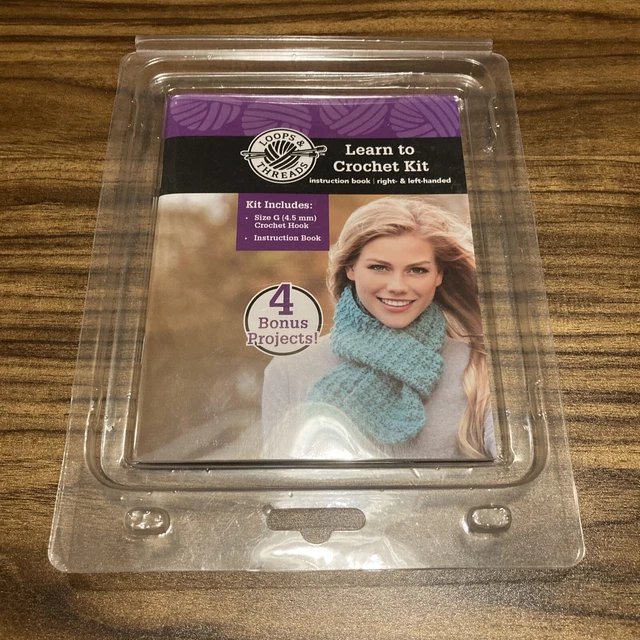 LOOPS &
THREADS
Learn to
Crochet Kit
instruction book | right- & left-handed
Kit Includes:
• Size G (4.5 mm)
Crochet Hook
• Instruction Book
4
Bonus
Projects!